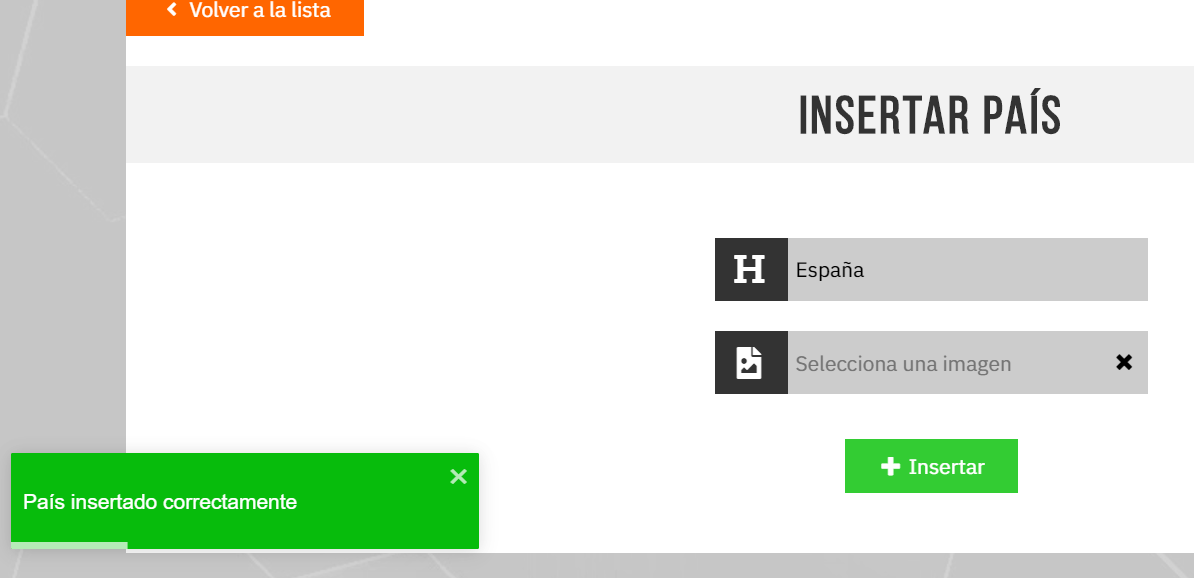 Volver a la lista
INSERTAR PAÍS
H
España
Selecciona una imagen
Insertar
País insertado correctamente